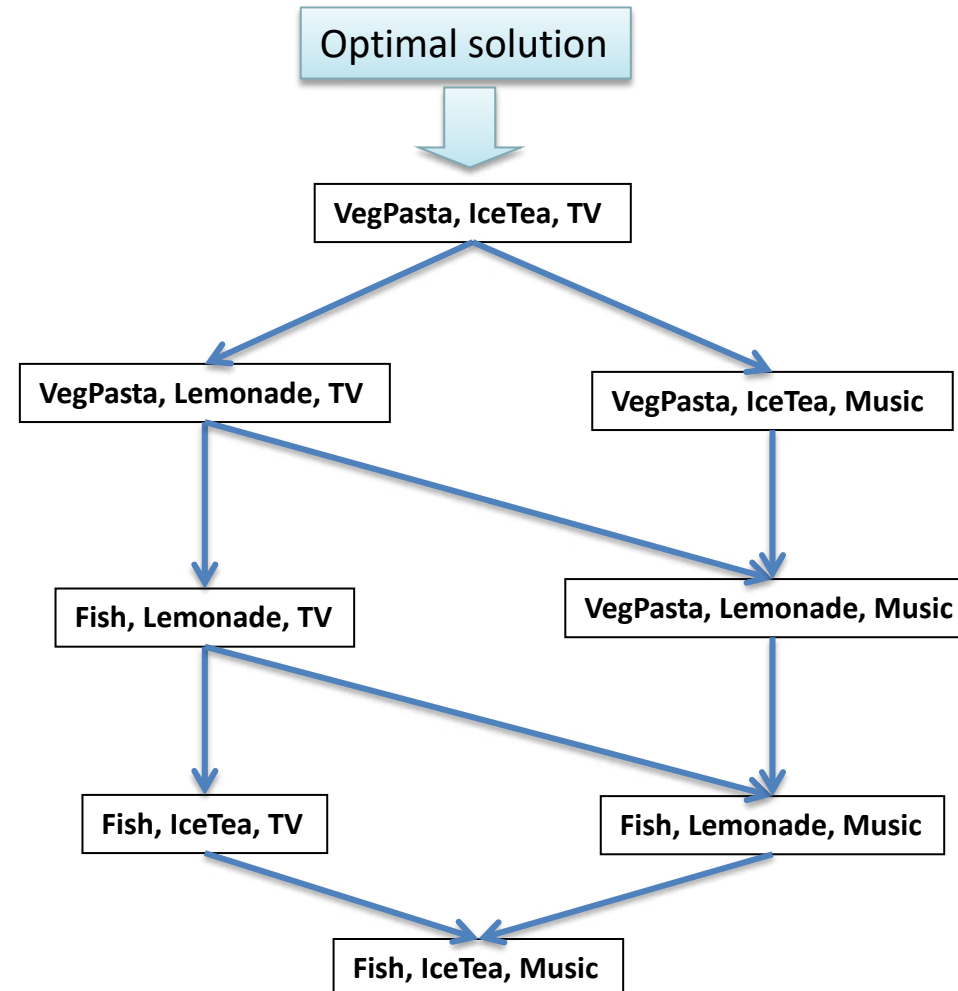 Optimal solution
VegPasta, IceTea, TV
VegPasta, Lemonade, TV
VegPasta, IceTea, Music
Fish, Lemonade, TV
VegPasta, Lemonade, Music
Fish, IceTea, TV
Fish, Lemonade, Music
Fish, IceTea, Music